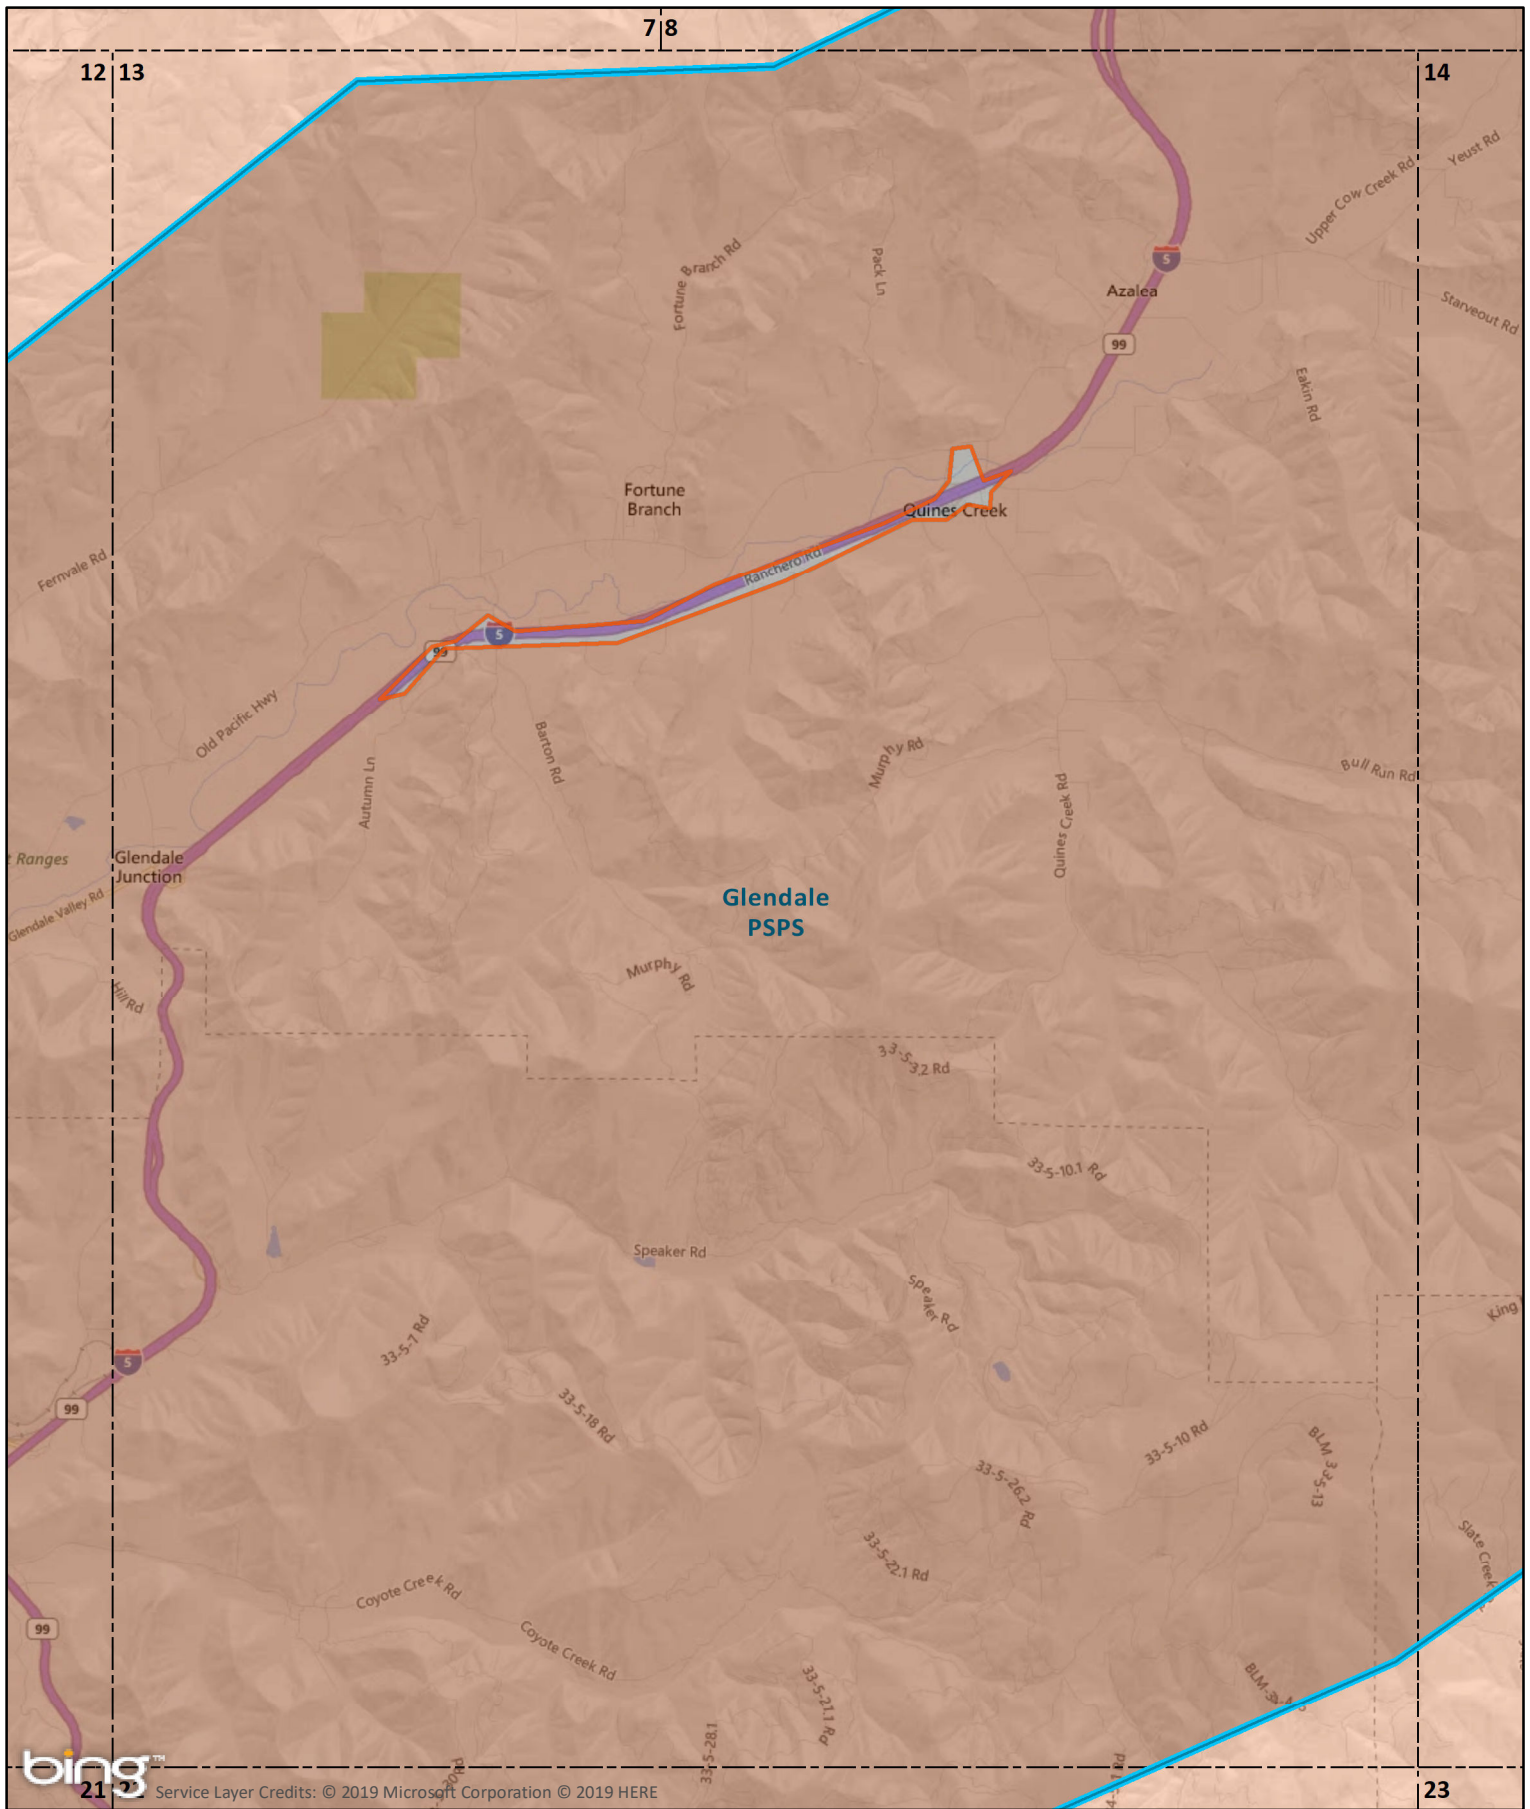 7 8
12 13
14
Yeust Rd
Upper Cow Creek Rd
Fortune Branch Rd
Pack Ln
5
Azalea
Starveout Rd
99
Eakin Rd
Fortune
Branch
Quines Creek
Fernvale Rd
Ranchero Rd
5
99
Old Pacific Hwy
Barton Rd
Murphy Rd
Bull Run Rd
Autumn Ln
Quines Creek Rd
t Ranges
Glendale
Junction
Glendale Valley Rd
Glendale
PSPS
Murphy Rd
Hill Rd
33-5-3.2 Rd
33-5-10.1 Rd
Speaker Rd
Speaker Rd
King
33-5-7 Rd
5
99
33-5-18 Rd
33-5-10 Rd
BLM 335-13
33-5-26.2 Rd
Slate Creek
33-5-22.1 Rd
Coyote Creek Rd
99
Coyote Creek Rd
33-5-21.1 Rd
33-5-28.1
bing™
21
Service Layer Credits: © 2019 Microsoft Corporation © 2019 HERE
23